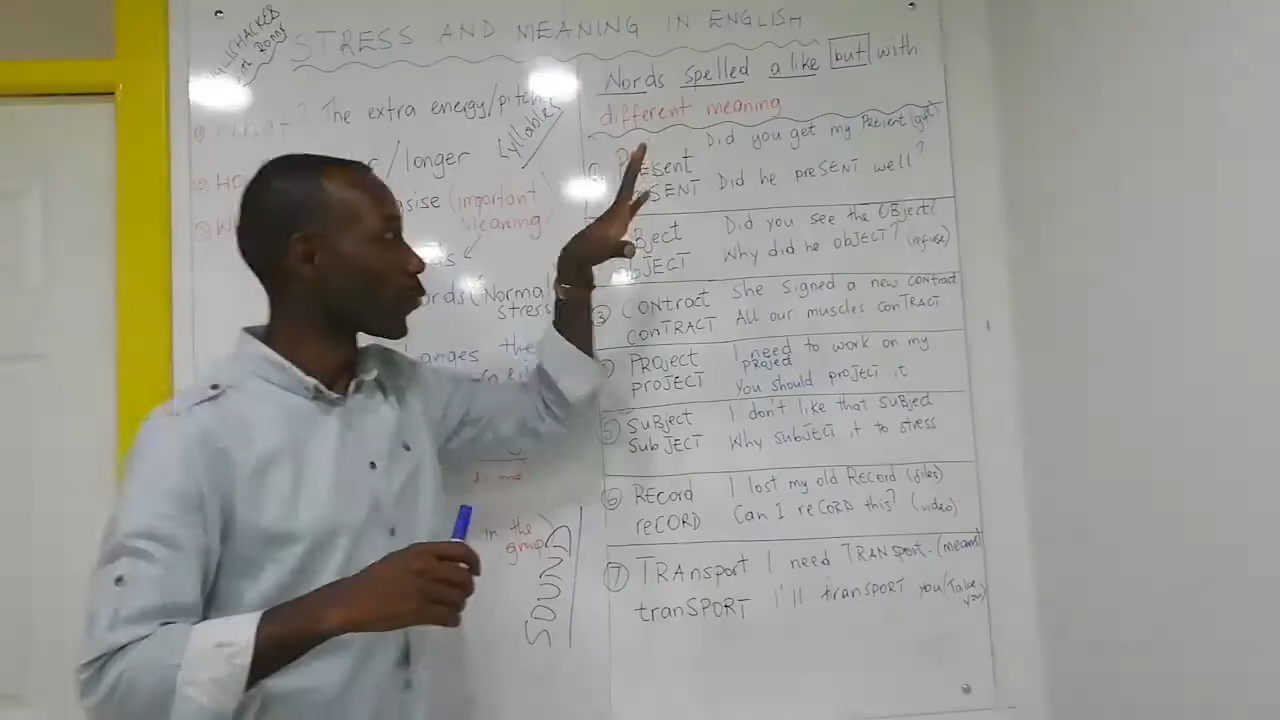 STRESS AND MEANING IN ENGLISH
The extra energy/pitch
syllables
/longer
(important
meaning)
(Normal
stress
the
in the
group)
SOUND
Words spelled alike but with
different meaning
Did you get my PREsent (gift)
Did he preSENT well?
Did you see the OBject?
Why did he obJECT? (refuse)
③ CONtract She signed a new CONtract
conTRACT All our muscles conTRACT
PROject I need to work on my
PROject
proJECT You should proJECT it
⑤ SUBject I don't like that SUBject
subJECT Why subJECT it to stress
⑥ REcord I lost my old REcord (files)
reCORD Can I reCORD this? (video)
⑦ TRANsport I need TRANsport. (means)
tranSPORT I'll tranSPORT you (Take
you)